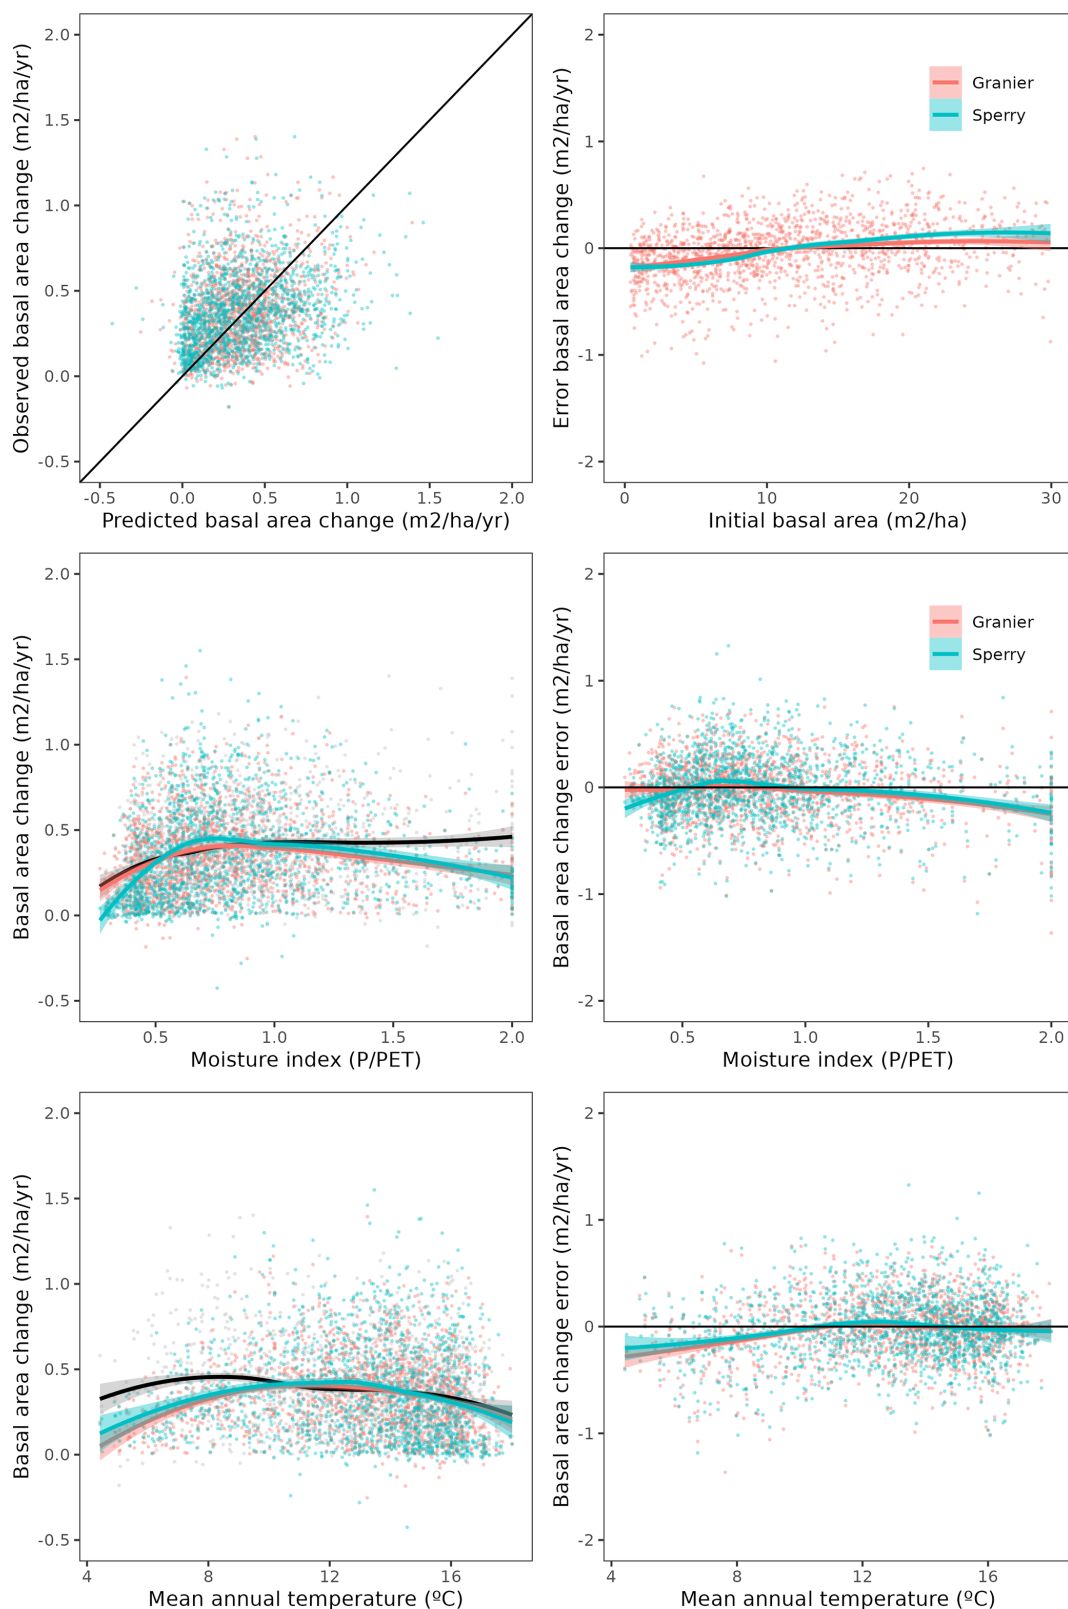 2.0
1.5
1.0
0.5
0.0
-0.5
Observed basal area change (m2/ha/yr)
-0.5 0.0 0.5 1.0 1.5 2.0
Predicted basal area change (m2/ha/yr)
2
1
0
-1
-2
Error basal area change (m2/ha/yr)
Granier
Sperry
0 10 20 30
Initial basal area (m2/ha)
2.0
1.5
1.0
0.5
0.0
-0.5
Basal area change (m2/ha/yr)
0.5 1.0 1.5 2.0
Moisture index (P/PET)
2
1
0
-1
-2
Basal area change error (m2/ha/yr)
Granier
Sperry
0.5 1.0 1.5 2.0
Moisture index (P/PET)
2.0
1.5
1.0
0.5
0.0
-0.5
Basal area change (m2/ha/yr)
4 8 12 16
Mean annual temperature (ºC)
2
1
0
-1
-2
Basal area change error (m2/ha/yr)
4 8 12 16
Mean annual temperature (ºC)